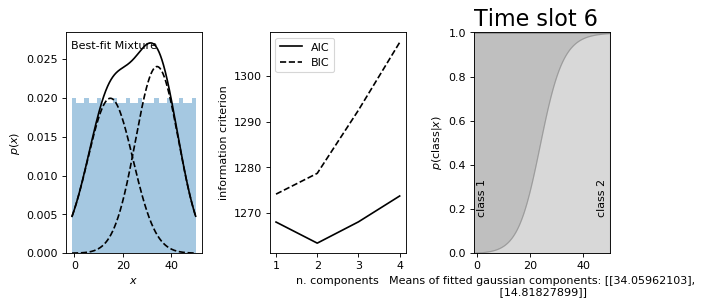 Time slot 6
Best-fit Mixture
p(x)
0.025
0.020
0.015
0.010
0.005
0.000
0 20 40
x
AIC
BIC
information criterion
1300
1290
1280
1270
1 2 3 4
n. components
p(class|x)
1.0
0.8
0.6
0.4
0.2
0.0
class 1
class 2
0 20 40
Means of fitted gaussian components: [[34.05962103],
[14.81827899]]